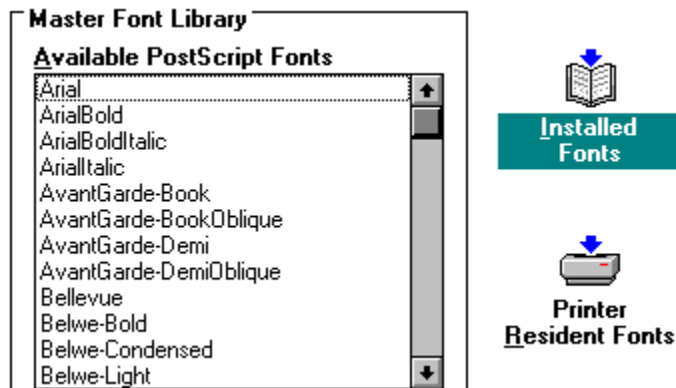 Master Font Library
Available PostScript Fonts
Arial
ArialBold
ArialBoldItalic
ArialItalic
AvantGarde-Book
AvantGarde-BookOblique
AvantGarde-Demi
AvantGarde-DemiOblique
Bellevue
Belwe-Bold
Belwe-Condensed
Belwe-Light
Installed
Fonts
Printer
Resident Fonts